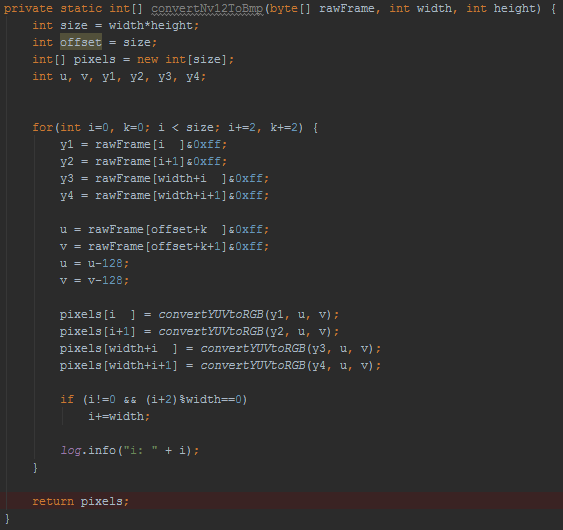 private static int[] convertNv12ToBmp(byte[] rawFrame, int width, int height) {
    int size = width*height;
    int offset = size;
    int[] pixels = new int[size];
    int u, v, y1, y2, y3, y4;

    for(int i=0, k=0; i < size; i+=2, k+=2) {
        y1 = rawFrame[i  ]&0xff;
        y2 = rawFrame[i+1]&0xff;
        y3 = rawFrame[width+i  ]&0xff;
        y4 = rawFrame[width+i+1]&0xff;

        u = rawFrame[offset+k  ]&0xff;
        v = rawFrame[offset+k+1]&0xff;
        u = u-128;
        v = v-128;

        pixels[i  ] = convertYUVtoRGB(y1, u, v);
        pixels[i+1] = convertYUVtoRGB(y2, u, v);
        pixels[width+i  ] = convertYUVtoRGB(y3, u, v);
        pixels[width+i+1] = convertYUVtoRGB(y4, u, v);

        if (i!=0 && (i+2)%width==0)
            i+=width;

        log.info("i: " + i);
    }

    return pixels;
}